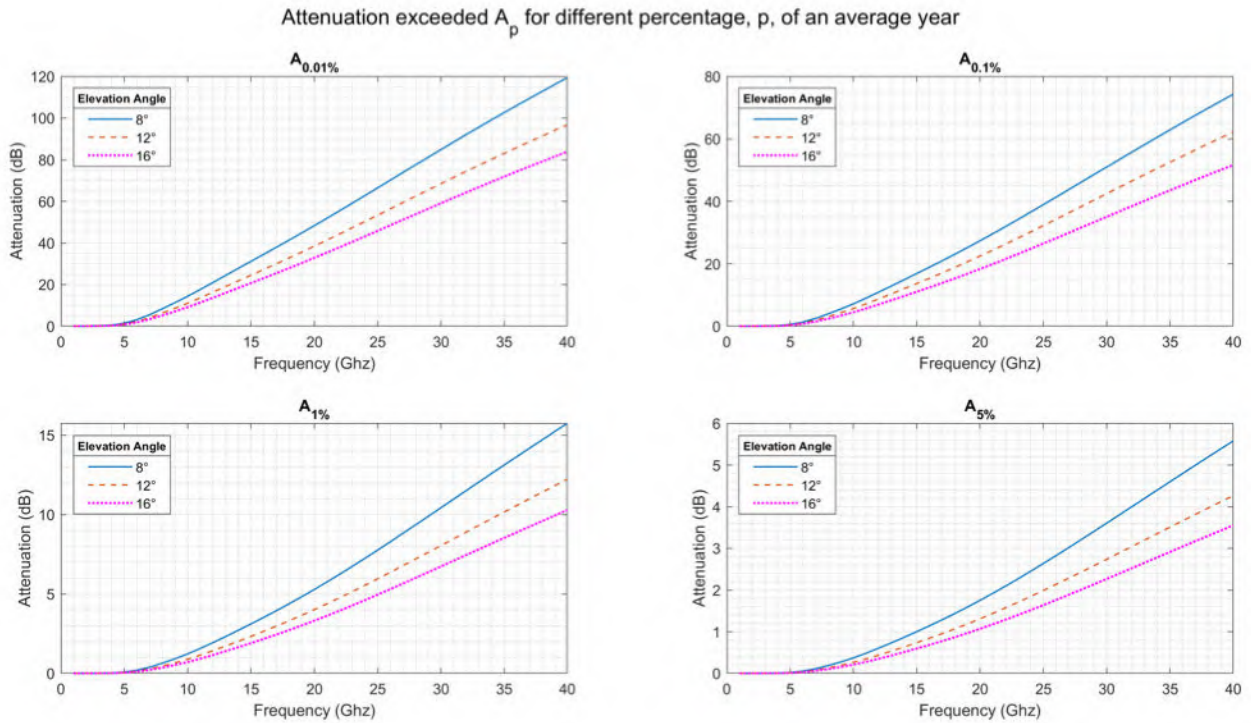 Attenuation exceeded A_p for different percentage, p, of an average year
A_0.01%
120
100
80
60
40
20
0
Attenuation (dB)
Elevation Angle
8°
12°
16°
0 5 10 15 20 25 30 35 40
Frequency (Ghz)
A_0.1%
80
60
40
20
0
Attenuation (dB)
Elevation Angle
8°
12°
16°
0 5 10 15 20 25 30 35 40
Frequency (Ghz)
A_1%
15
10
5
0
Attenuation (dB)
Elevation Angle
8°
12°
16°
0 5 10 15 20 25 30 35 40
Frequency (Ghz)
A_5%
6
5
4
3
2
1
0
Attenuation (dB)
Elevation Angle
8°
12°
16°
0 5 10 15 20 25 30 35 40
Frequency (Ghz)